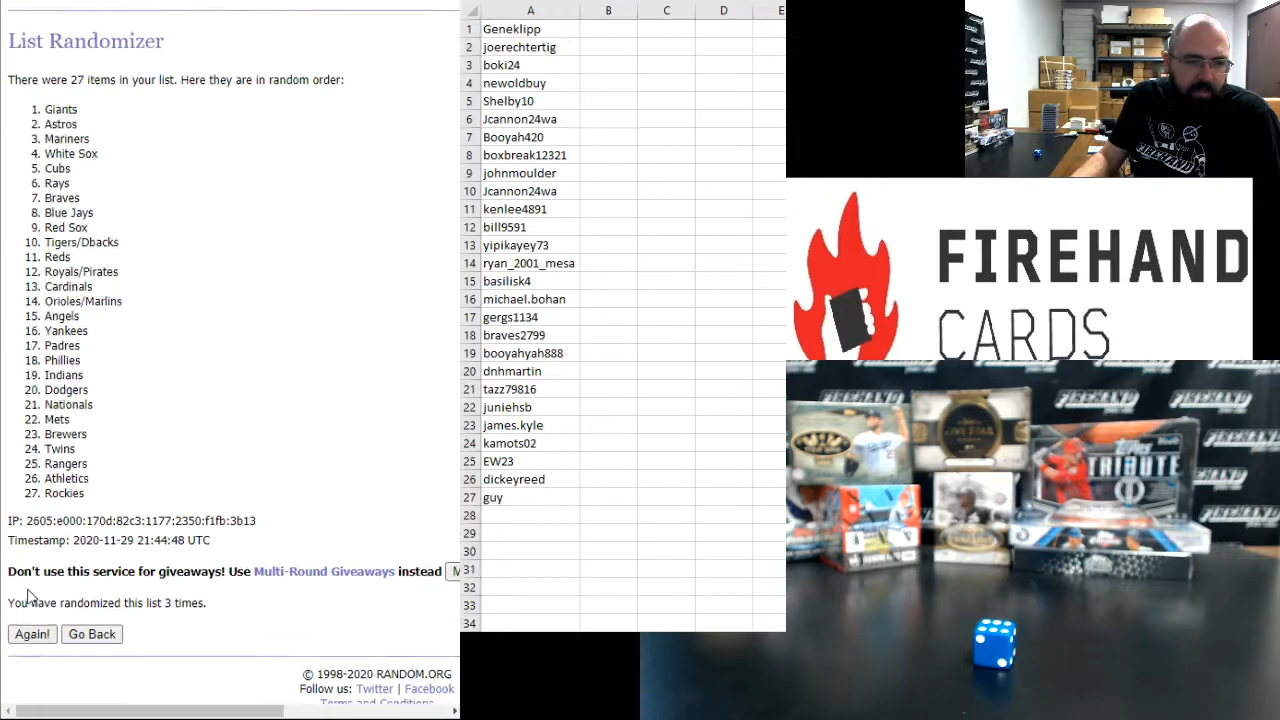 List Randomizer
There were 27 items in your list. Here they are in random order:
1. Giants
2. Astros
3. Mariners
4. White Sox
5. Cubs
6. Rays
7. Braves
8. Blue Jays
9. Red Sox
10. Tigers/Dbacks
11. Reds
12. Royals/Pirates
13. Cardinals
14. Orioles/Marlins
15. Angels
16. Yankees
17. Padres
18. Phillies
19. Indians
20. Dodgers
21. Nationals
22. Mets
23. Brewers
24. Twins
25. Rangers
26. Athletics
27. Rockies
IP: 2605:e000:170d:82c3:1177:2350:f1fb:3b13
Timestamp: 2020-11-29 21:44:48 UTC
Don't use this service for giveaways! Use Multi-Round Giveaways instead
You have randomized this list 3 times.
Again! Go Back
© 1998-2020 RANDOM.ORG
Follow us: Twitter | Facebook
Terms and Conditions
A B C D E
1 Geneklipp
2 joerechtertig
3 boki24
4 newoldbuy
5 Shelby10
6 Jcannon24wa
7 Booyah420
8 boxbreak12321
9 johnmoulder
10 Jcannon24wa
11 kenlee4891
12 bill9591
13 yipikayey73
14 ryan_2001_mesa
15 basilisk4
16 michael.bohan
17 gergs1134
18 braves2799
19 booyahyah888
20 dnhmartin
21 tazz79816
22 juniehsb
23 james.kyle
24 kamots02
25 EW23
26 dickeyreed
27 guy
28
29
30
31
32
33
34
FIREHAND
FIREHAND
CARDS
FIREHAND
FIREHAND
FIREHAND
TRIBUTE